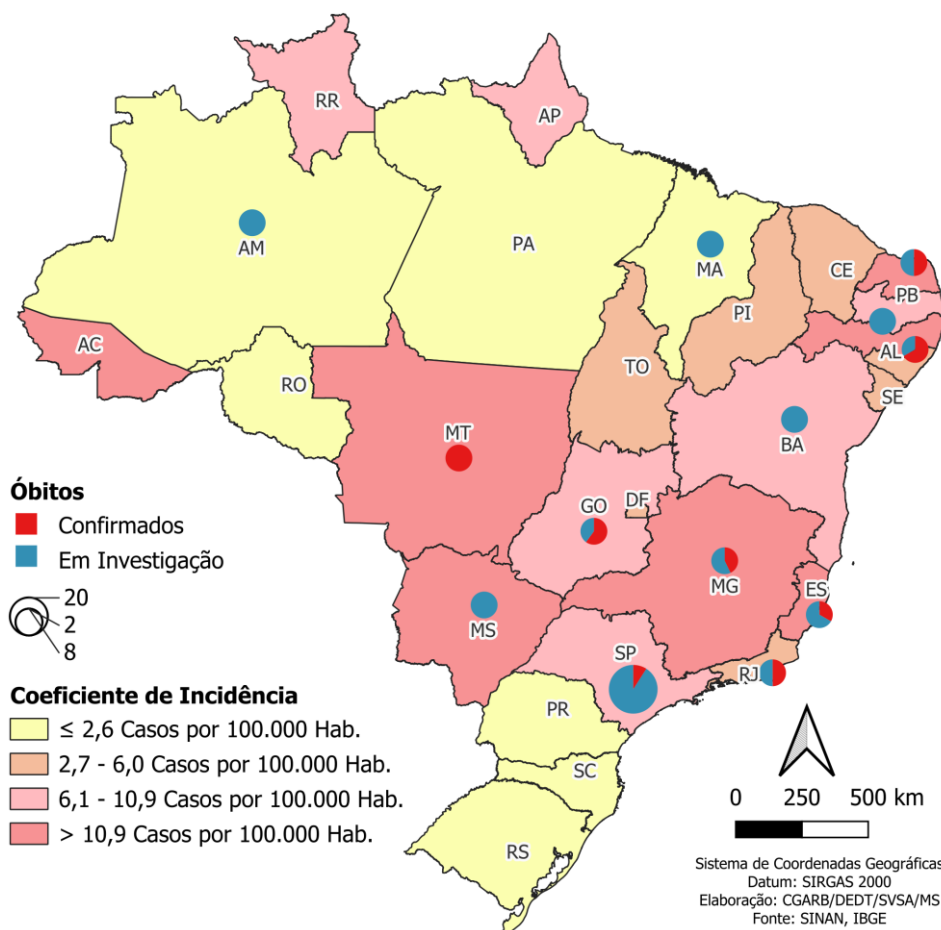 RR
AP
AM
PA
MA
CE
PB
PI
AC
TO
AL
RO
SE
MT
BA
Óbitos
Confirmados
Em Investigação
GO
DF
20
2
8
MG
ES
MS
SP
RJ
Coeficiente de Incidência
≤ 2,6 Casos por 100.000 Hab.
2,7 - 6,0 Casos por 100.000 Hab.
6,1 - 10,9 Casos por 100.000 Hab.
> 10,9 Casos por 100.000 Hab.
PR
SC
RS
0 250 500 km
Sistema de Coordenadas Geográficas
Datum: SIRGAS 2000
Elaboração: CGARB/DEDT/SVSA/MS
Fonte: SINAN, IBGE